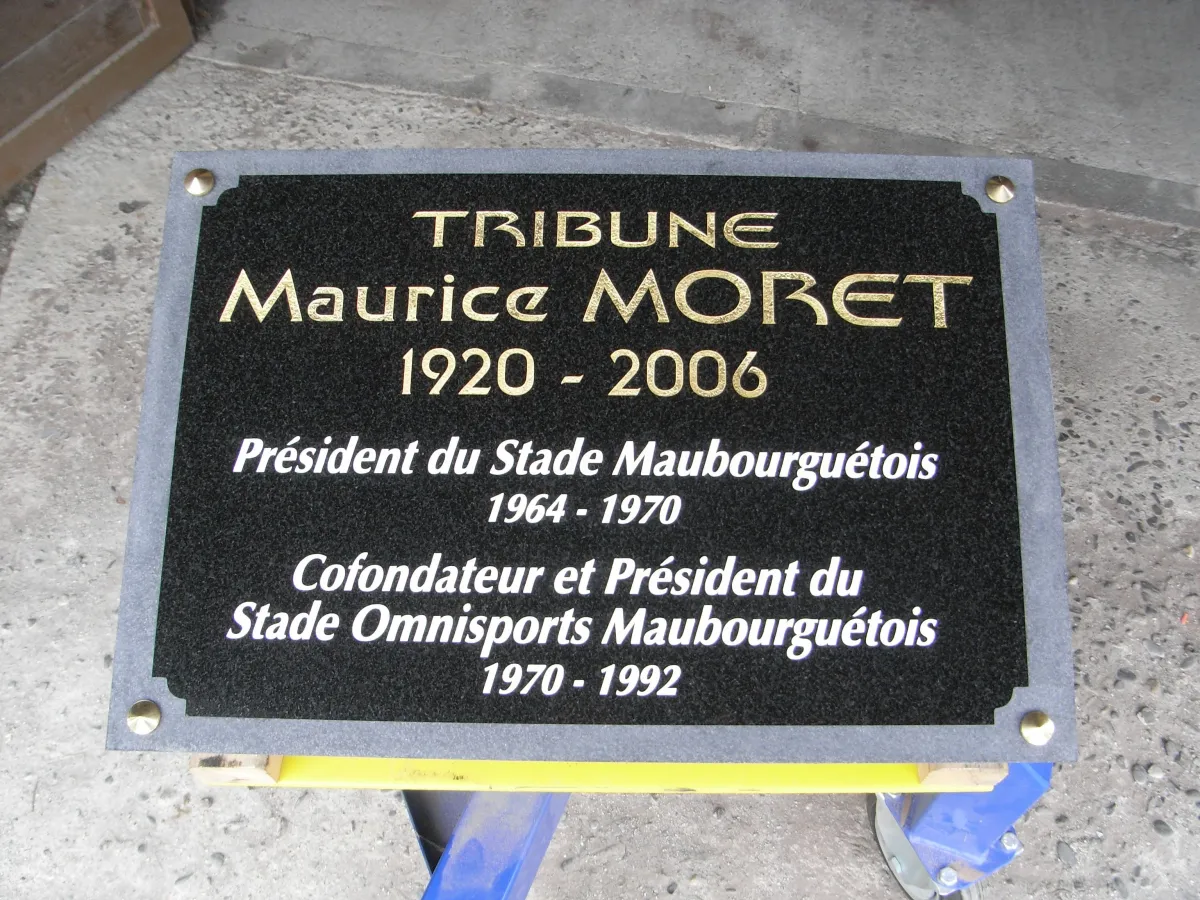 TRIBUNE
Maurice MORET
1920 - 2006
Président du Stade Maubourguétois
1964 - 1970
Cofondateur et Président du
Stade Omnisports Maubourguétois
1970 - 1992